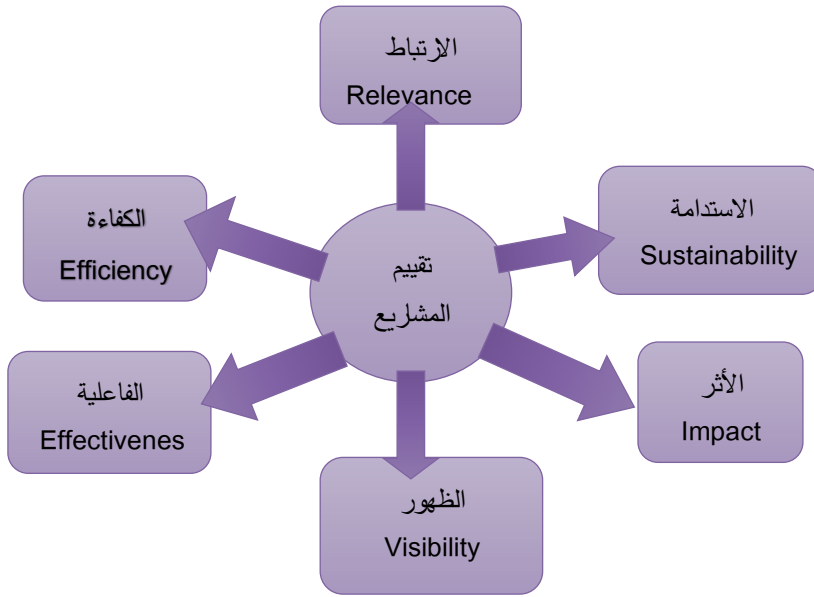 الارتباط
Relevance
الكفاءة
Efficiency
الاستدامة
Sustainability
تقييم
المشاريع
الفاعلية
Effectivenes
الأثر
Impact
الظهور
Visibility